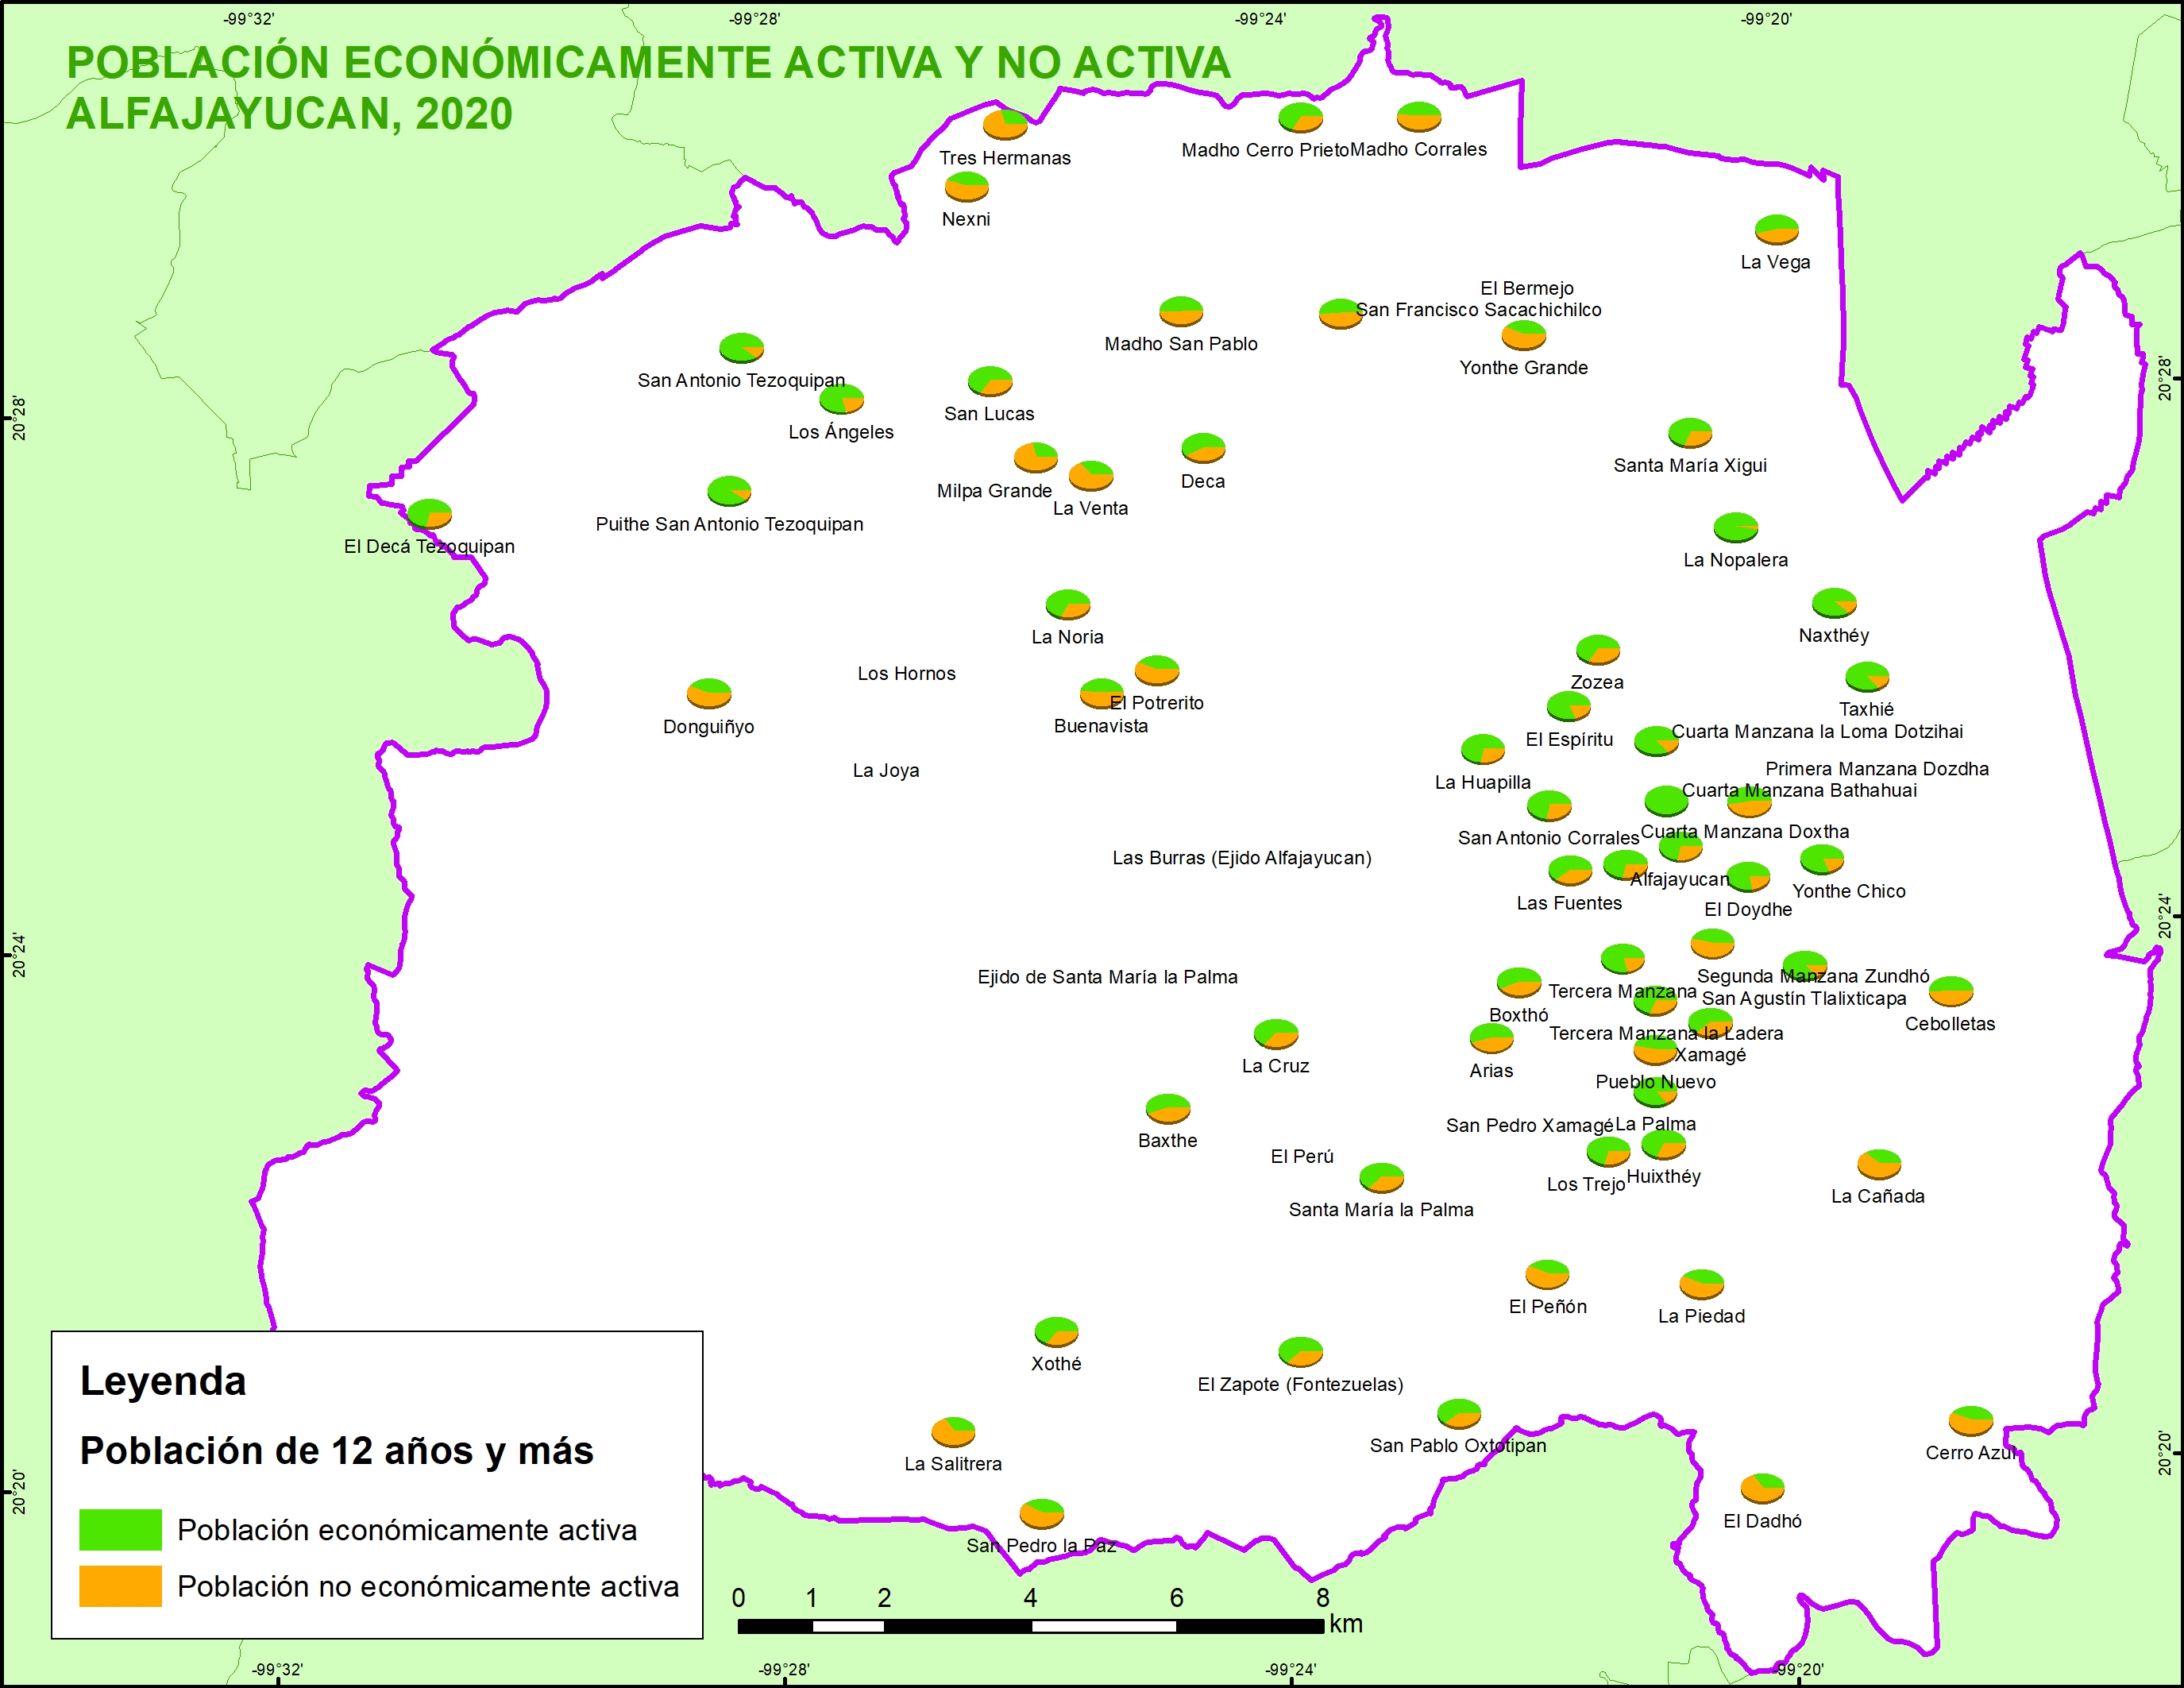 -99°32'
-99°28'
-99°24'
-99°20'
POBLACIÓN ECONÓMICAMENTE ACTIVA Y NO ACTIVA
ALFAJAYUCAN, 2020
Tres Hermanas
Madho Cerro Prieto
Madho Corrales
Nexni
La Vega
El Bermejo
San Francisco Sacachichilco
Madho San Pablo
Yonthe Grande
San Antonio Tezoquipan
20°28'
20°28'
San Lucas
Los Ángeles
Santa María Xigui
Deca
Milpa Grande
La Venta
Puithe San Antonio Tezoquipan
El Decá Tezoquipan
La Nopalera
La Noria
Naxthéy
Los Hornos
Zozea
El Potrerito
Taxhié
Donguiñyo
Buenavista
Cuarta Manzana la Loma Dotzihai
El Espíritu
La Joya
Primera Manzana Dozdha
La Huapilla
Cuarta Manzana Bathahuai
Cuarta Manzana Doxtha
San Antonio Corrales
Las Burras (Ejido Alfajayucan)
Alfajayucan
Yonthe Chico
Las Fuentes
El Doydhe
20°24'
20°24'
Ejido de Santa María la Palma
Segunda Manzana Zundhó
Tercera Manzana
San Agustín Tlalixticapa
Boxthó
Cebolletas
Tercera Manzana la Ladera
Xamagé
La Cruz
Arias
Pueblo Nuevo
San Pedro Xamagé
La Palma
Baxthe
El Perú
Huixthéy
Los Trejo
La Cañada
Santa María la Palma
El Peñón
La Piedad
Xothé
El Zapote (Fontezuelas)
San Pablo Oxtotipan
Cerro Azul
La Salitrera
20°20'
20°20'
El Dadhó
San Pedro la Paz
Leyenda
Población de 12 años y más
Población económicamente activa
Población no económicamente activa
0 1 2 4 6 8
km
-99°32'
-99°28'
-99°24'
-99°20'